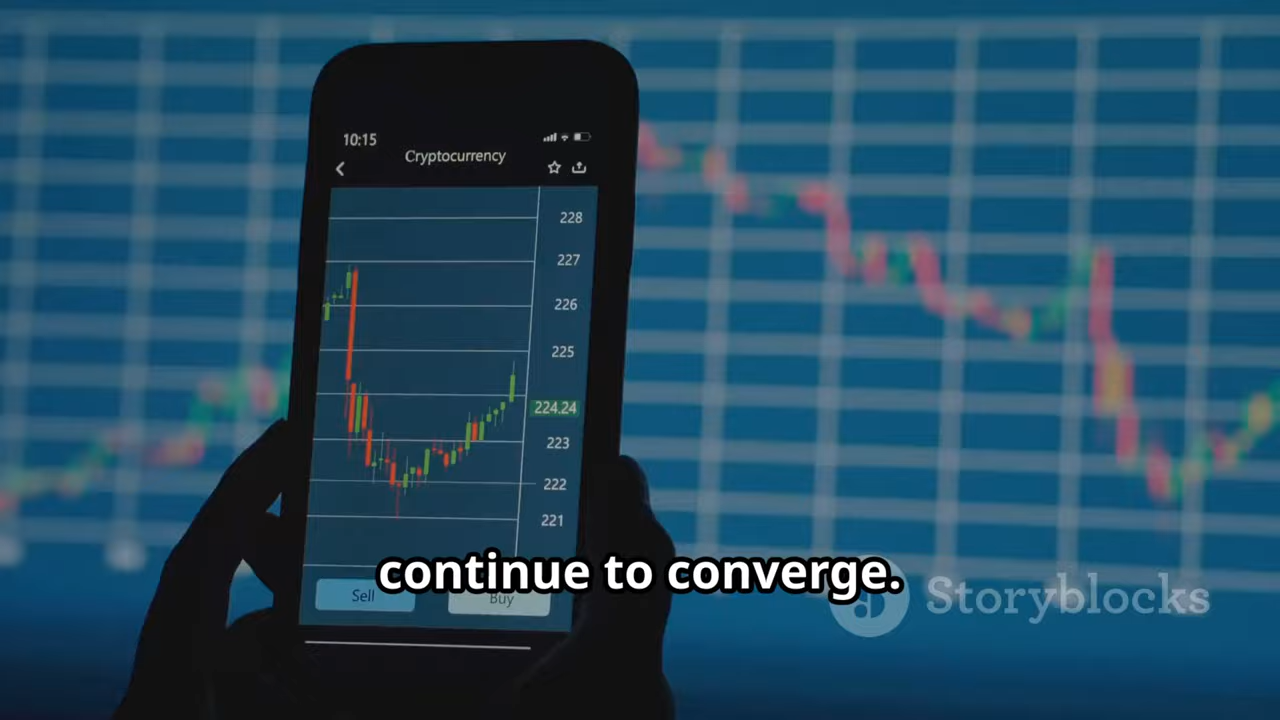 10:15
Cryptocurrency
228
227
226
225
224.24
223
222
221
continue to converge.
Sell
Buy
Storyblocks